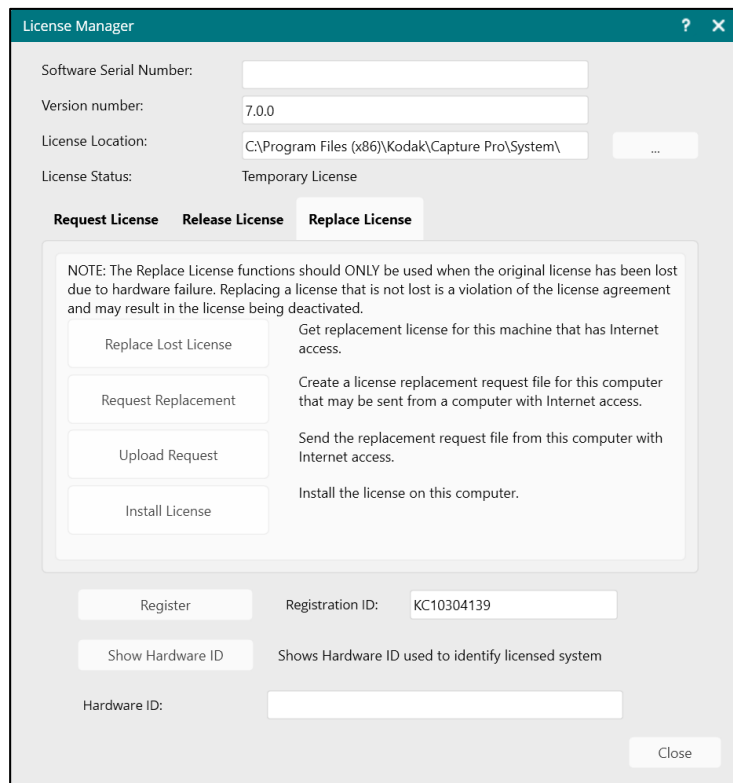 License Manager ? ×
Software Serial Number:
Version number: 7.0.0
License Location: C:\Program Files (x86)\Kodak\Capture Pro\System\ ...
License Status: Temporary License
Request License Release License Replace License
NOTE: The Replace License functions should ONLY be used when the original license has been lost
due to hardware failure. Replacing a license that is not lost is a violation of the license agreement
and may result in the license being deactivated.
Replace Lost License
Get replacement license for this machine that has Internet
access.
Request Replacement
Create a license replacement request file for this computer
that may be sent from a computer with Internet access.
Upload Request
Send the replacement request file from this computer with
Internet access.
Install License
Install the license on this computer.
Register Registration ID: KC10304139
Show Hardware ID Shows Hardware ID used to identify licensed system
Hardware ID:
Close